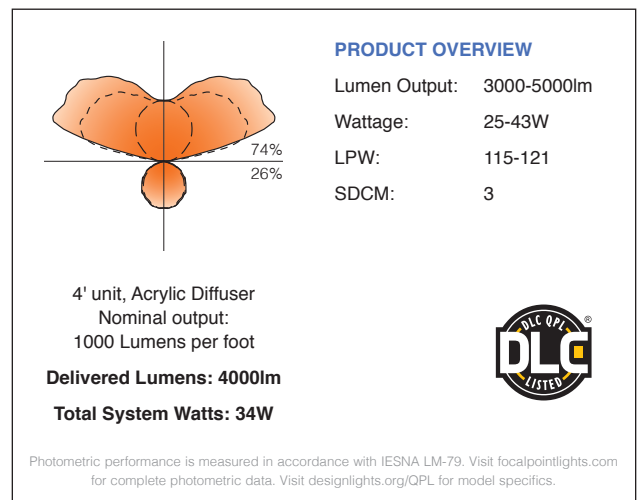 74%
26%
4' unit, Acrylic Diffuser
Nominal output:
1000 Lumens per foot
Delivered Lumens: 4000lm
Total System Watts: 34W
PRODUCT OVERVIEW
Lumen Output: 3000-5000lm
Wattage: 25-43W
LPW: 115-121
SDCM: 3
DLC QPL
DLC
LISTED
®
Photometric performance is measured in accordance with IESNA LM-79. Visit focalpointlights.com
for complete photometric data. Visit designlights.org/QPL for model specifics.